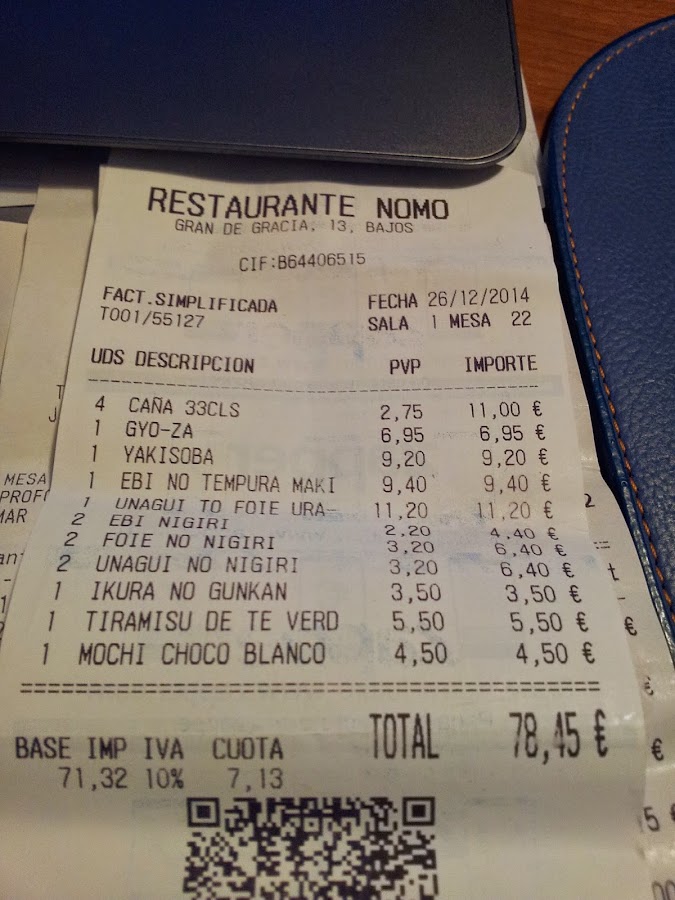 RESTAURANTE NOMO
GRAN DE GRACIA, 13, BAJOS
CIF:B64406515
FACT.SIMPLIFICADA FECHA 26/12/2014
T001/55127 SALA 1 MESA 22
UDS DESCRIPCION PVP IMPORTE
4 CAÑA 33CLS 2,75 11,00 €
1 GYO-ZA 6,95 6,95 €
1 YAKISOBA 9,20 9,20 €
1 EBI NO TEMPURA MAKI 9,40 9,40 €
1 UNAGUI TO FOIE URA- 11,20 11,20 €
2 EBI NIGIRI 2,20 4,40 €
2 FOIE NO NIGIRI 3,20 6,40 €
2 UNAGUI NO NIGIRI 3,20 6,40 €
1 IKURA NO GUNKAN 3,50 3,50 €
1 TIRAMISU DE TE VERD 5,50 5,50 €
1 MOCHI CHOCO BLANCO 4,50 4,50 €
TOTAL 78,45 €
BASE IMP IVA CUOTA
71,32 10% 7,13
MESA